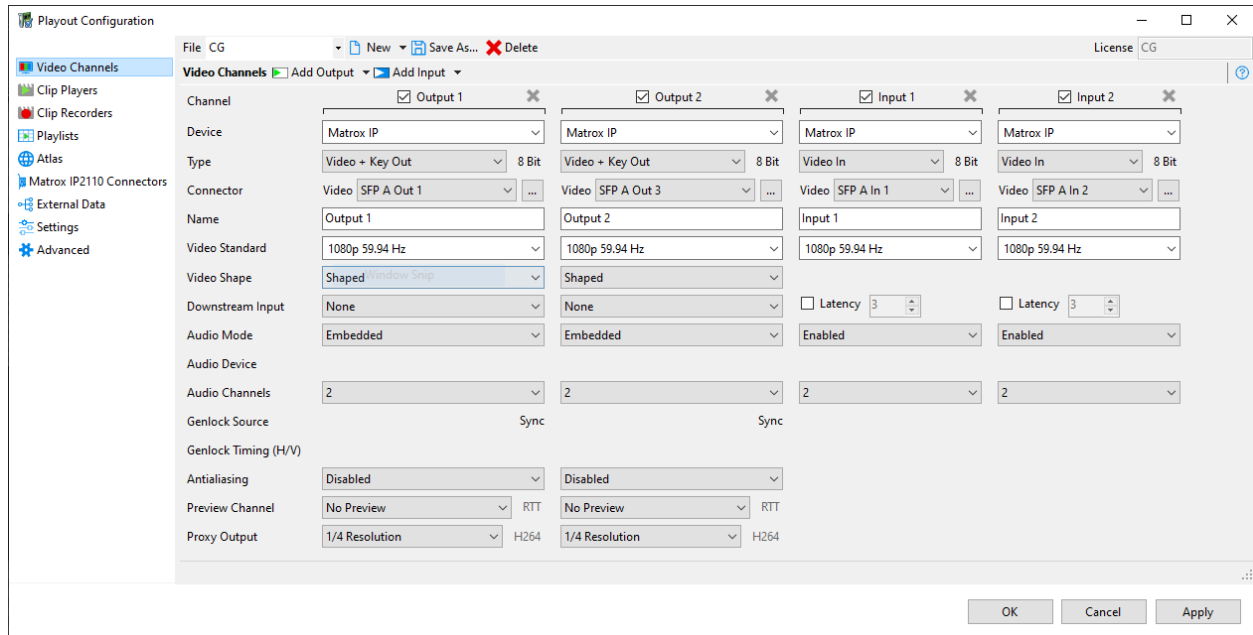 Playout Configuration
File CG New Save As... Delete License CG
Video Channels
Clip Players
Clip Recorders
Playlists
Atlas
Matrox IP2110 Connectors
External Data
Settings
Advanced
Video Channels Add Output Add Input
Channel Output 1 Output 2 Input 1 Input 2
Device Matrox IP Matrox IP Matrox IP Matrox IP
Type Video + Key Out 8 Bit Video + Key Out 8 Bit Video In 8 Bit Video In 8 Bit
Connector Video SFP A Out 1 ... Video SFP A Out 3 ... Video SFP A In 1 ... Video SFP A In 2 ...
Name Output 1 Output 2 Input 1 Input 2
Video Standard 1080p 59.94 Hz 1080p 59.94 Hz 1080p 59.94 Hz 1080p 59.94 Hz
Video Shape Shaped Window Snip Shaped
Downstream Input None None Latency 3 Latency 3
Audio Mode Embedded Embedded Enabled Enabled
Audio Device
Audio Channels 2 2 2 2
Genlock Source Sync Sync
Genlock Timing (H/V)
Antialiasing Disabled Disabled
Preview Channel No Preview RTT No Preview RTT
Proxy Output 1/4 Resolution H264 1/4 Resolution H264
OK Cancel Apply